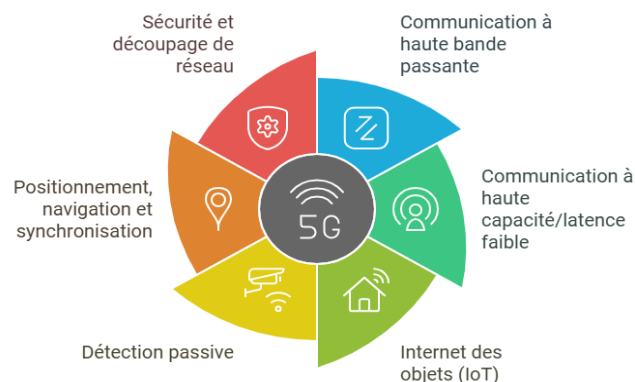 Sécurité et
découpage de
réseau
Communication à
haute bande
passante
Positionnement,
navigation et
synchronisation
5G
Communication à
haute
capacité/latence
faible
Détection passive
Internet des
objets (IoT)